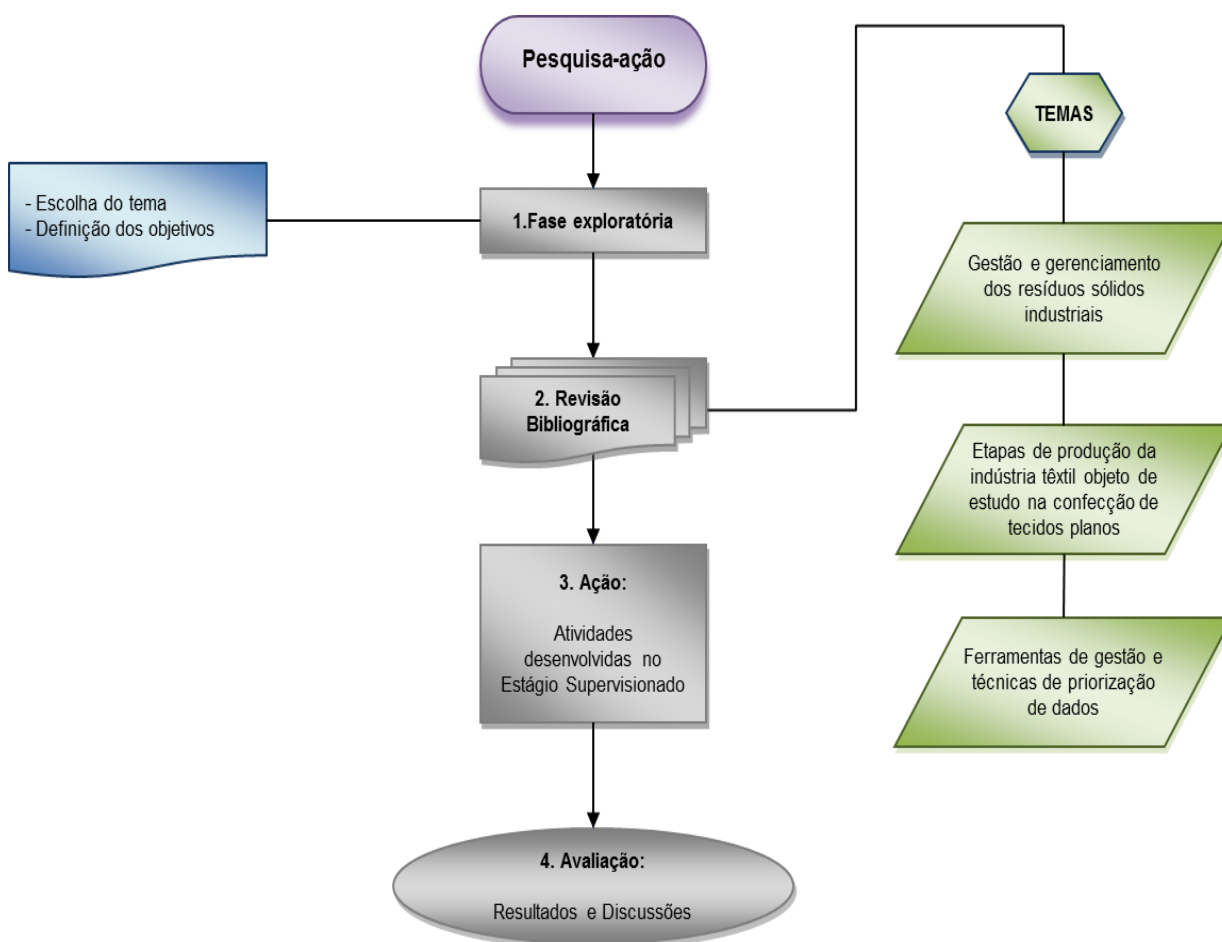 Pesquisa-ação
- Escolha do tema
- Definição dos objetivos
1.Fase exploratória
2. Revisão
Bibliográfica
3. Ação:
Atividades
desenvolvidas no
Estágio Supervisionado
4. Avaliação:
Resultados e Discussões
TEMAS
Gestão e gerenciamento
dos resíduos sólidos
industriais
Etapas de produção da
indústria têxtil objeto de
estudo na confecção de
tecidos planos
Ferramentas de gestão e
técnicas de priorização
de dados